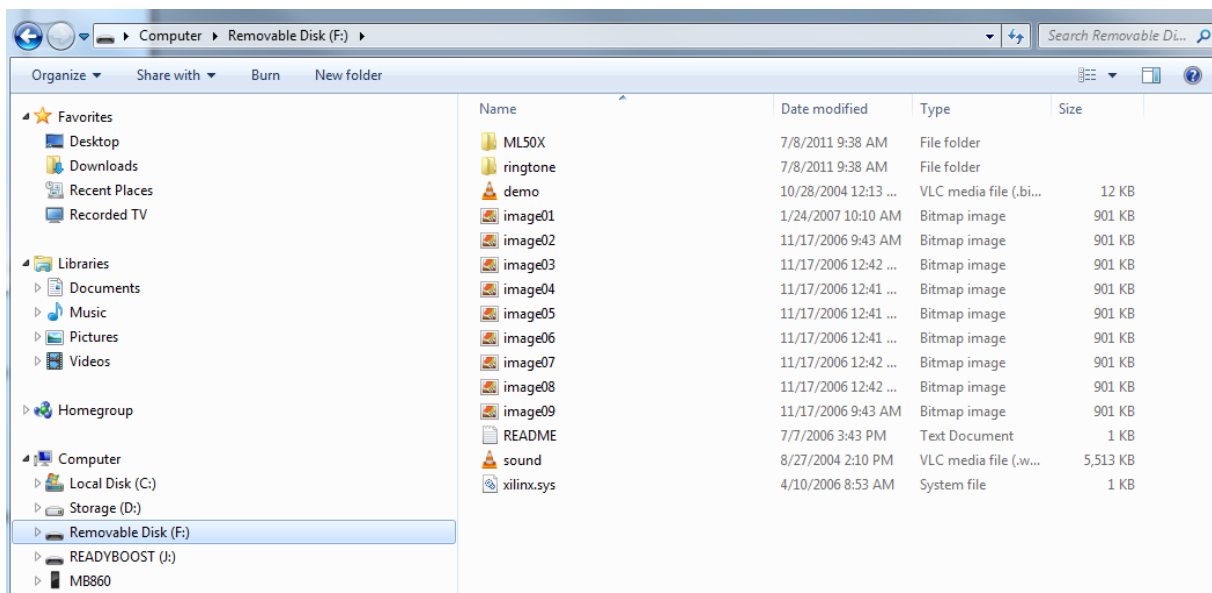 Computer Removable Disk (F:)
Search Removable Di...
Organize Share with Burn New folder
Favorites
Desktop
Downloads
Recent Places
Recorded TV
Libraries
Documents
Music
Pictures
Videos
Homegroup
Computer
Local Disk (C:)
Storage (D:)
Removable Disk (F:)
READYBOOST (J:)
MB860
Name Date modified Type Size
ML50X 7/8/2011 9:38 AM File folder
ringtone 7/8/2011 9:38 AM File folder
demo 10/28/2004 12:13 ... VLC media file (.bi... 12 KB
image01 1/24/2007 10:10 AM Bitmap image 901 KB
image02 11/17/2006 9:43 AM Bitmap image 901 KB
image03 11/17/2006 12:42 ... Bitmap image 901 KB
image04 11/17/2006 12:41 ... Bitmap image 901 KB
image05 11/17/2006 12:41 ... Bitmap image 901 KB
image06 11/17/2006 12:41 ... Bitmap image 901 KB
image07 11/17/2006 12:42 ... Bitmap image 901 KB
image08 11/17/2006 12:42 ... Bitmap image 901 KB
image09 11/17/2006 9:43 AM Bitmap image 901 KB
README 7/7/2006 3:43 PM Text Document 1 KB
sound 8/27/2004 2:10 PM VLC media file (.w... 5,513 KB
xilinx.sys 4/10/2006 8:53 AM System file 1 KB